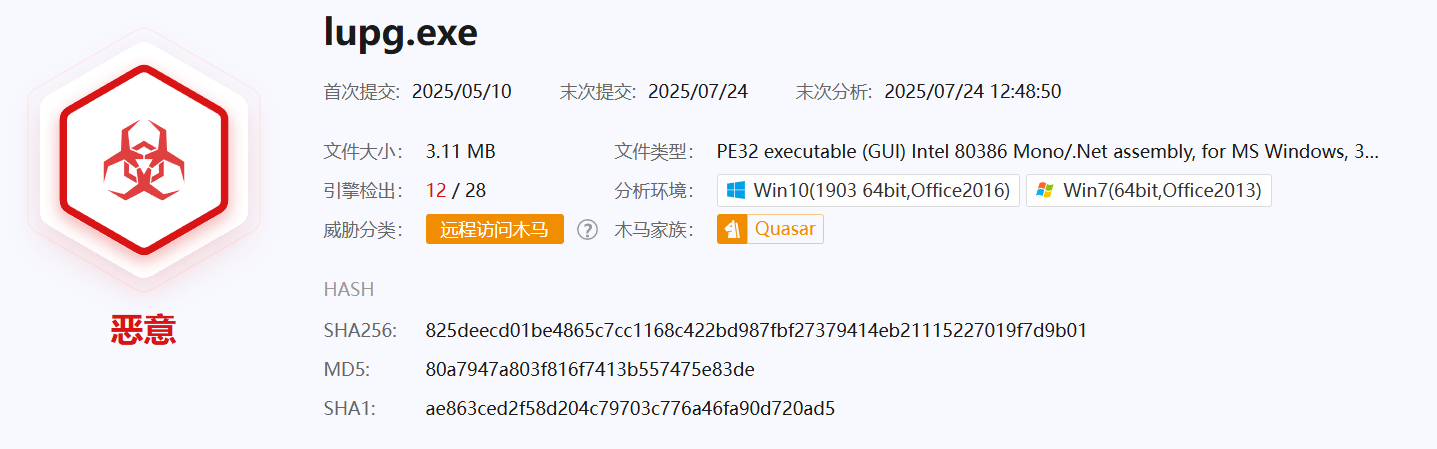 lupg.exe
首次提交: 2025/05/10 末次提交: 2025/07/24 末次分析: 2025/07/24 12:48:50
文件大小: 3.11 MB 文件类型: PE32 executable (GUI) Intel 80386 Mono/.Net assembly, for MS Windows, 3...
引擎检出: 12 / 28 分析环境: Win10(1903 64bit,Office2016) Win7(64bit,Office2013)
威胁分类: 远程访问木马 ? 木马家族: Quasar
HASH
恶意
SHA256: 825deecd01be4865c7cc1168c422bd987fbf27379414eb21115227019f7d9b01
MD5: 80a7947a803f816f7413b557475e83de
SHA1: ae863ced2f58d204c79703c776a46fa90d720ad5